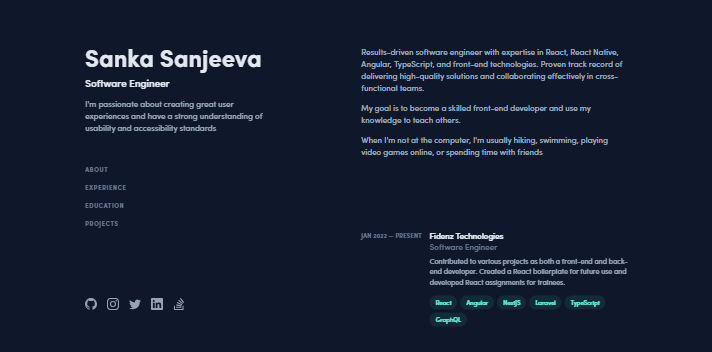 Sanka Sanjeeva
Software Engineer
I'm passionate about creating great user
experiences and have a strong understanding of
usability and accessibility standards
ABOUT
EXPERIENCE
EDUCATION
PROJECTS
Results-driven software engineer with expertise in React, React Native,
Angular, TypeScript, and front-end technologies. Proven track record of
delivering high-quality solutions and collaborating effectively in cross-
functional teams.
My goal is to become a skilled front-end developer and use my
knowledge to teach others.
When I'm not at the computer, I'm usually hiking, swimming, playing
video games online, or spending time with friends
JAN 2022 — PRESENT
Fidenz Technologies
Software Engineer
Contributed to various projects as both a front-end and back-
end developer. Created a React boilerplate for future use and
developed React assignments for trainees.
React Angular NestJS Laravel TypeScript
GraphQL